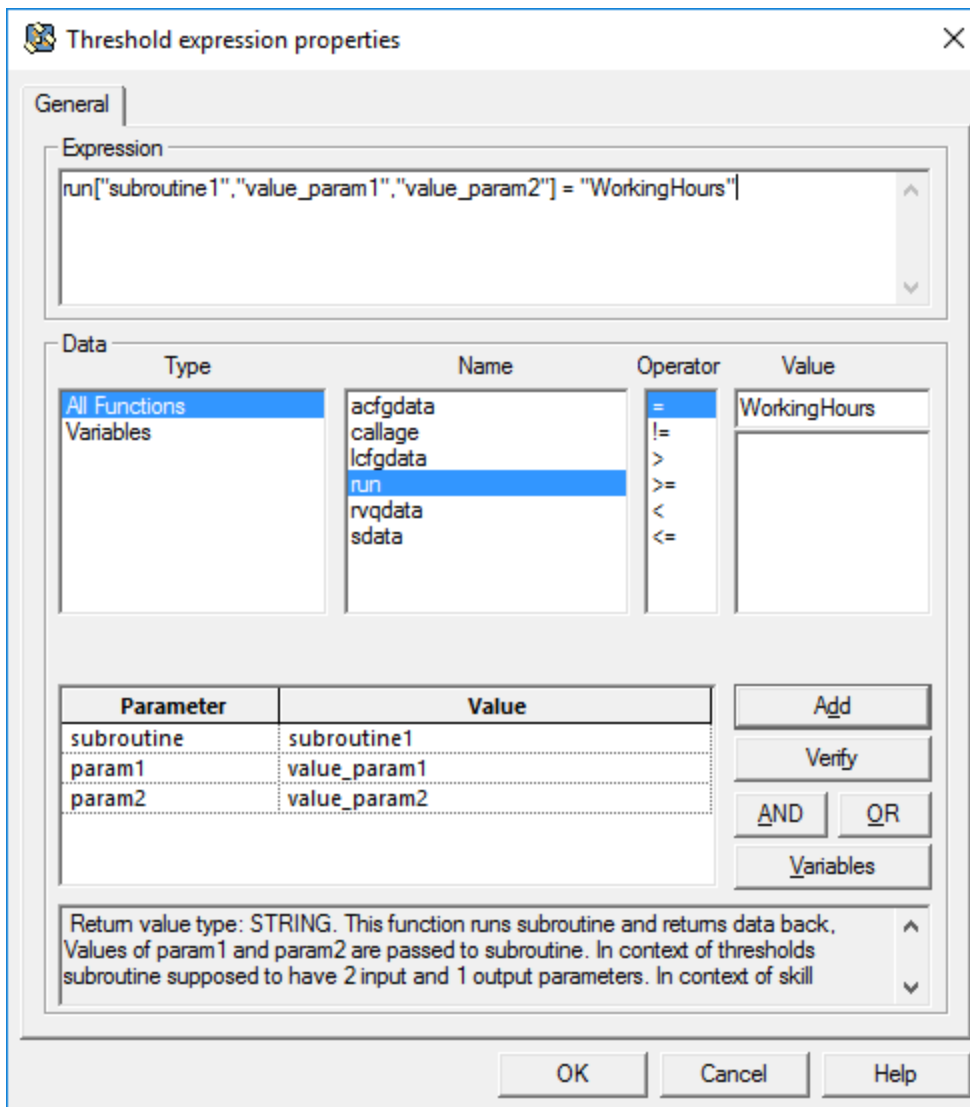 Threshold expression properties
General
Expression
run["subroutine1","value_param1","value_param2"] = "WorkingHours"
Data
Type Name Operator Value
All Functions acfgdata = WorkingHours
Variables callage !=
lcfgdata >
run >=
rvqdata <
sdata <=
Parameter Value
subroutine subroutine1
param1 value_param1
param2 value_param2
Add
Verify
AND OR
Variables
Return value type: STRING. This function runs subroutine and returns data back,
Values of param1 and param2 are passed to subroutine. In context of thresholds
subroutine supposed to have 2 input and 1 output parameters. In context of skill
OK Cancel Help